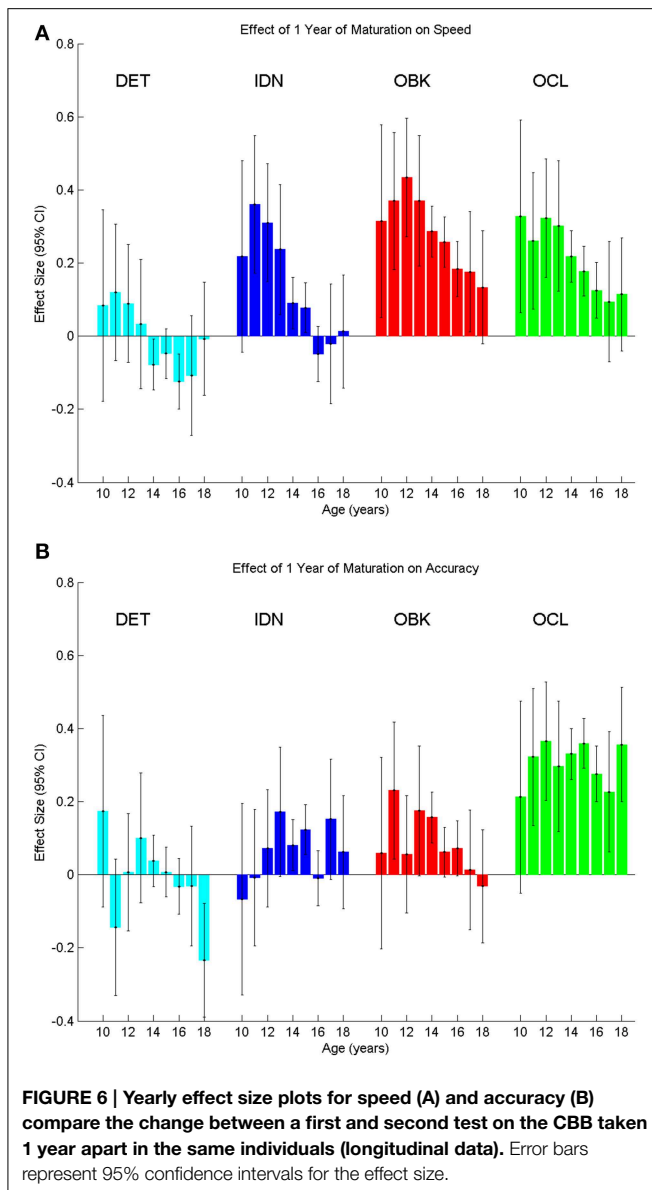 A
Effect of 1 Year of Maturation on Speed
DET IDN OBK OCL
Effect Size (95% CI)
0.8
0.6
0.4
0.2
0
-0.2
-0.4
10 12 14 16 18 10 12 14 16 18 10 12 14 16 18 10 12 14 16 18
Age (years)
B
Effect of 1 Year of Maturation on Accuracy
DET IDN OBK OCL
Effect Size (95% CI)
0.8
0.6
0.4
0.2
0
-0.2
-0.4
10 12 14 16 18 10 12 14 16 18 10 12 14 16 18 10 12 14 16 18
Age (years)
FIGURE 6 | Yearly effect size plots for speed (A) and accuracy (B)
compare the change between a first and second test on the CBB taken
1 year apart in the same individuals (longitudinal data). Error bars
represent 95% confidence intervals for the effect size.